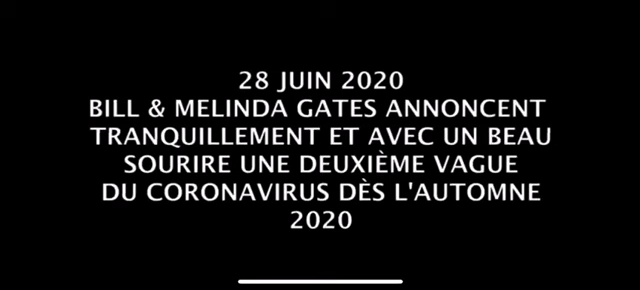 28 JUIN 2020
BILL & MELINDA GATES ANNONCENT
TRANQUILLEMENT ET AVEC UN BEAU
SOURIRE UNE DEUXIÈME VAGUE
DU CORONAVIRUS DÈS L'AUTOMNE
2020